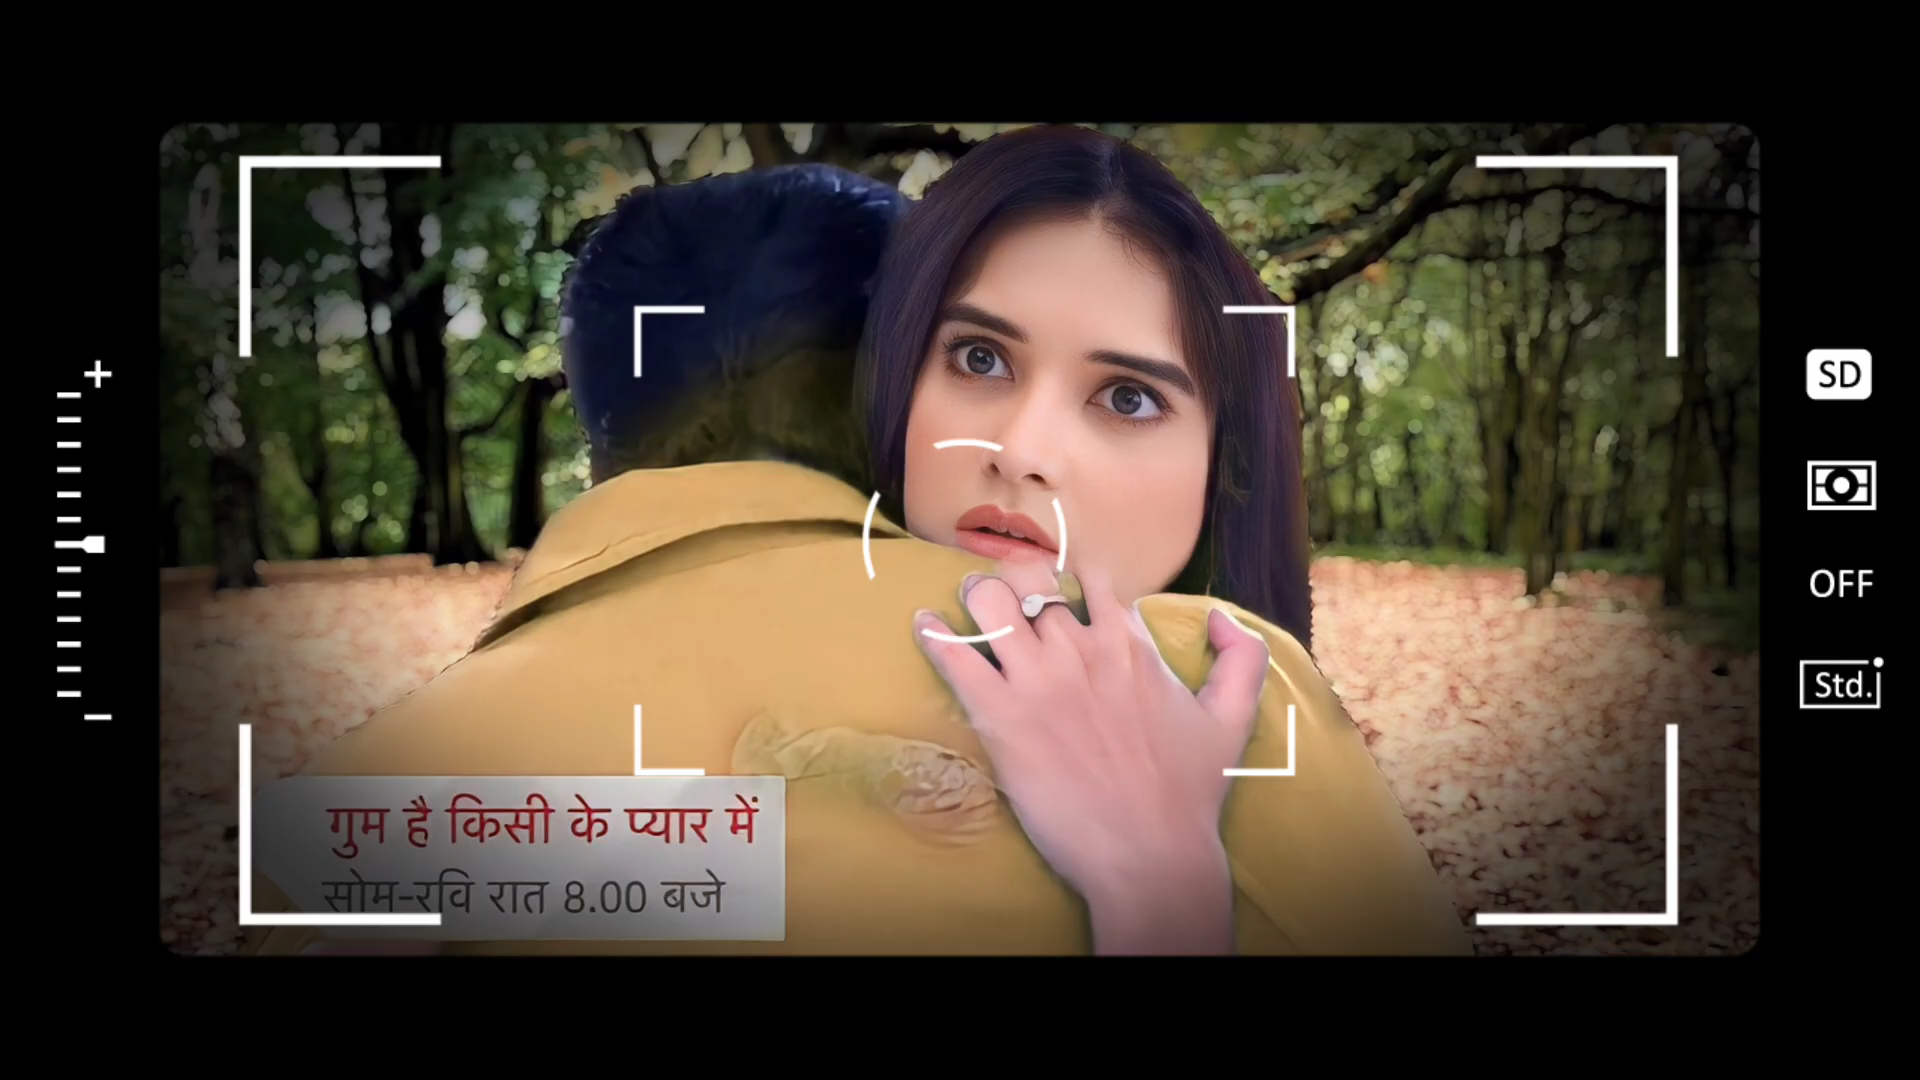 SD
OFF
Std.
गुम है किसी के प्यार में
सोम-रवि रात 8.00 बजे